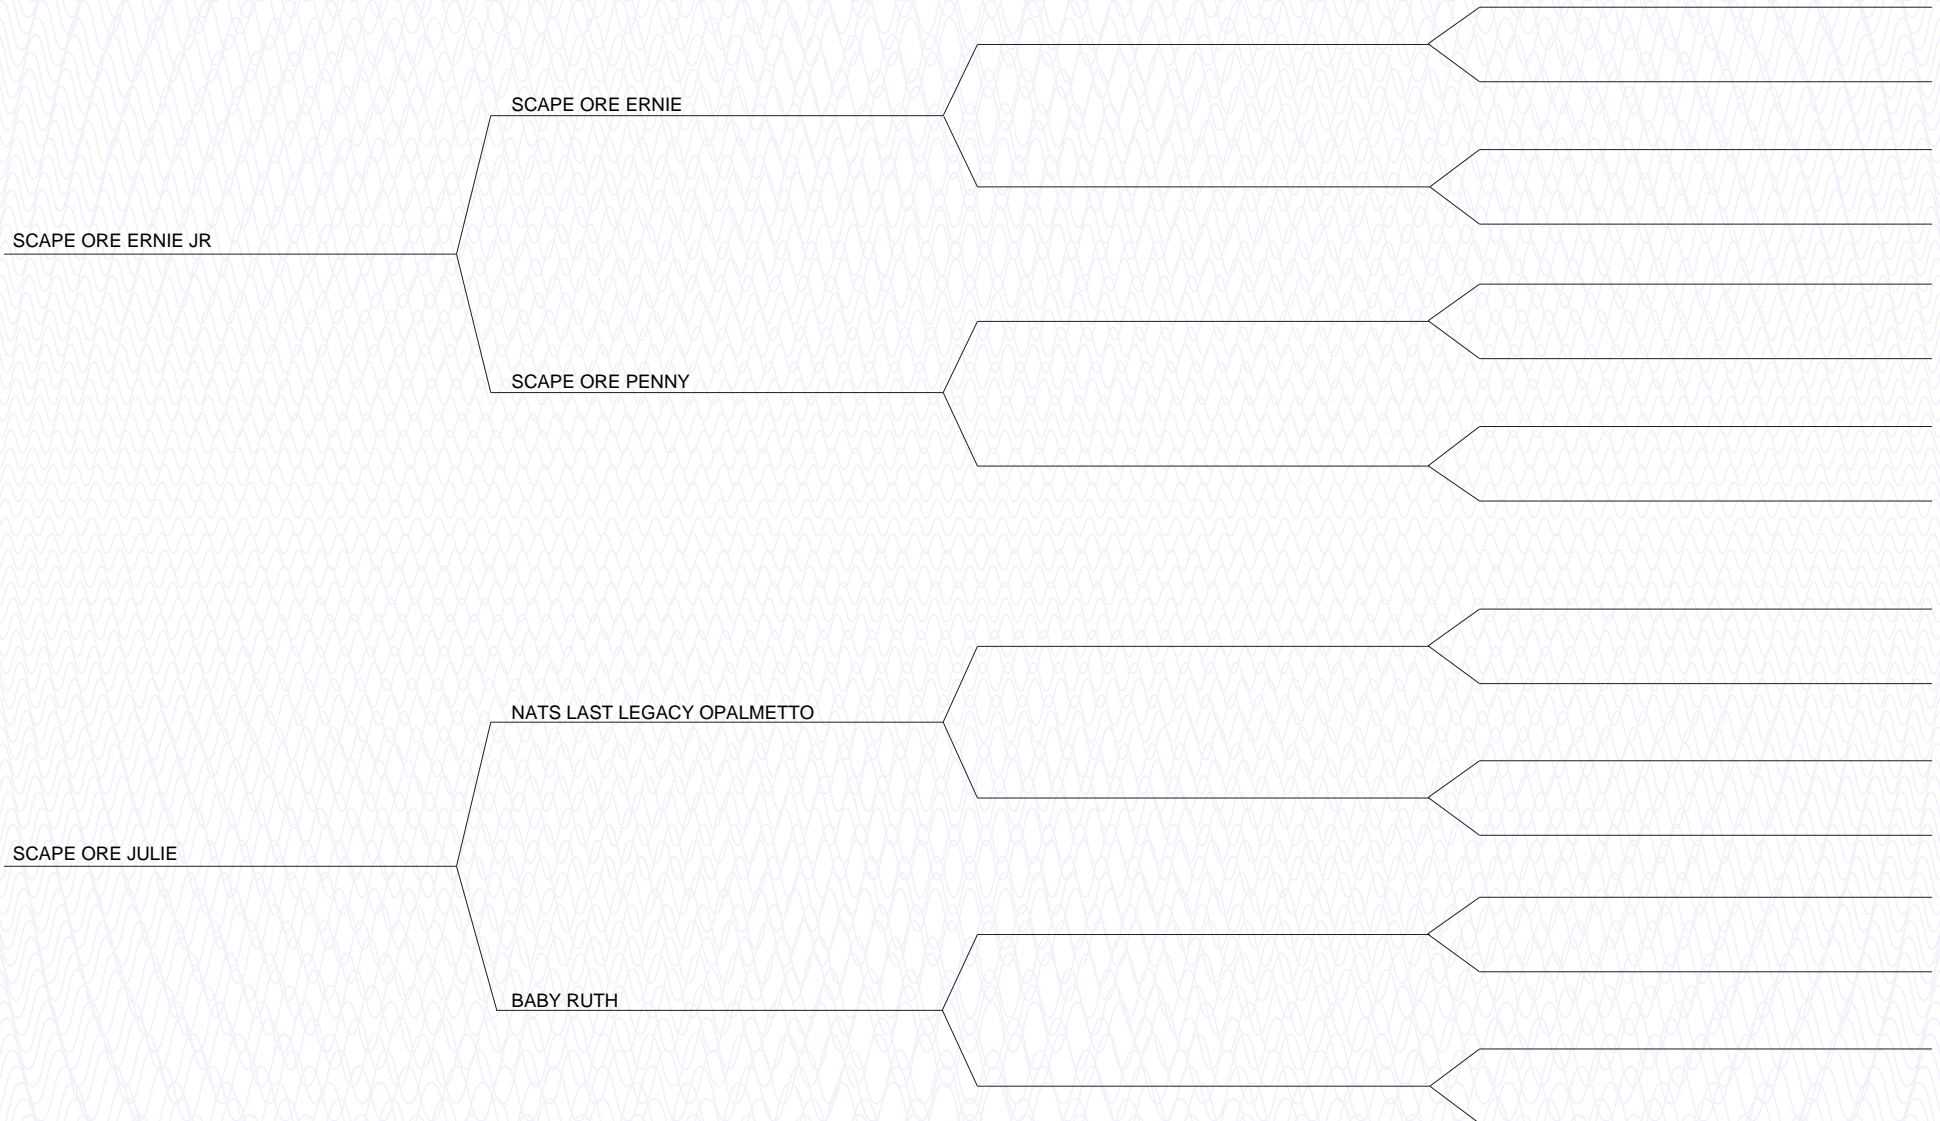 SCAPE ORE ERNIE
SCAPE ORE ERNIE JR
SCAPE ORE PENNY
NATS LAST LEGACY OPALMETTO
SCAPE ORE JULIE
BABY RUTH